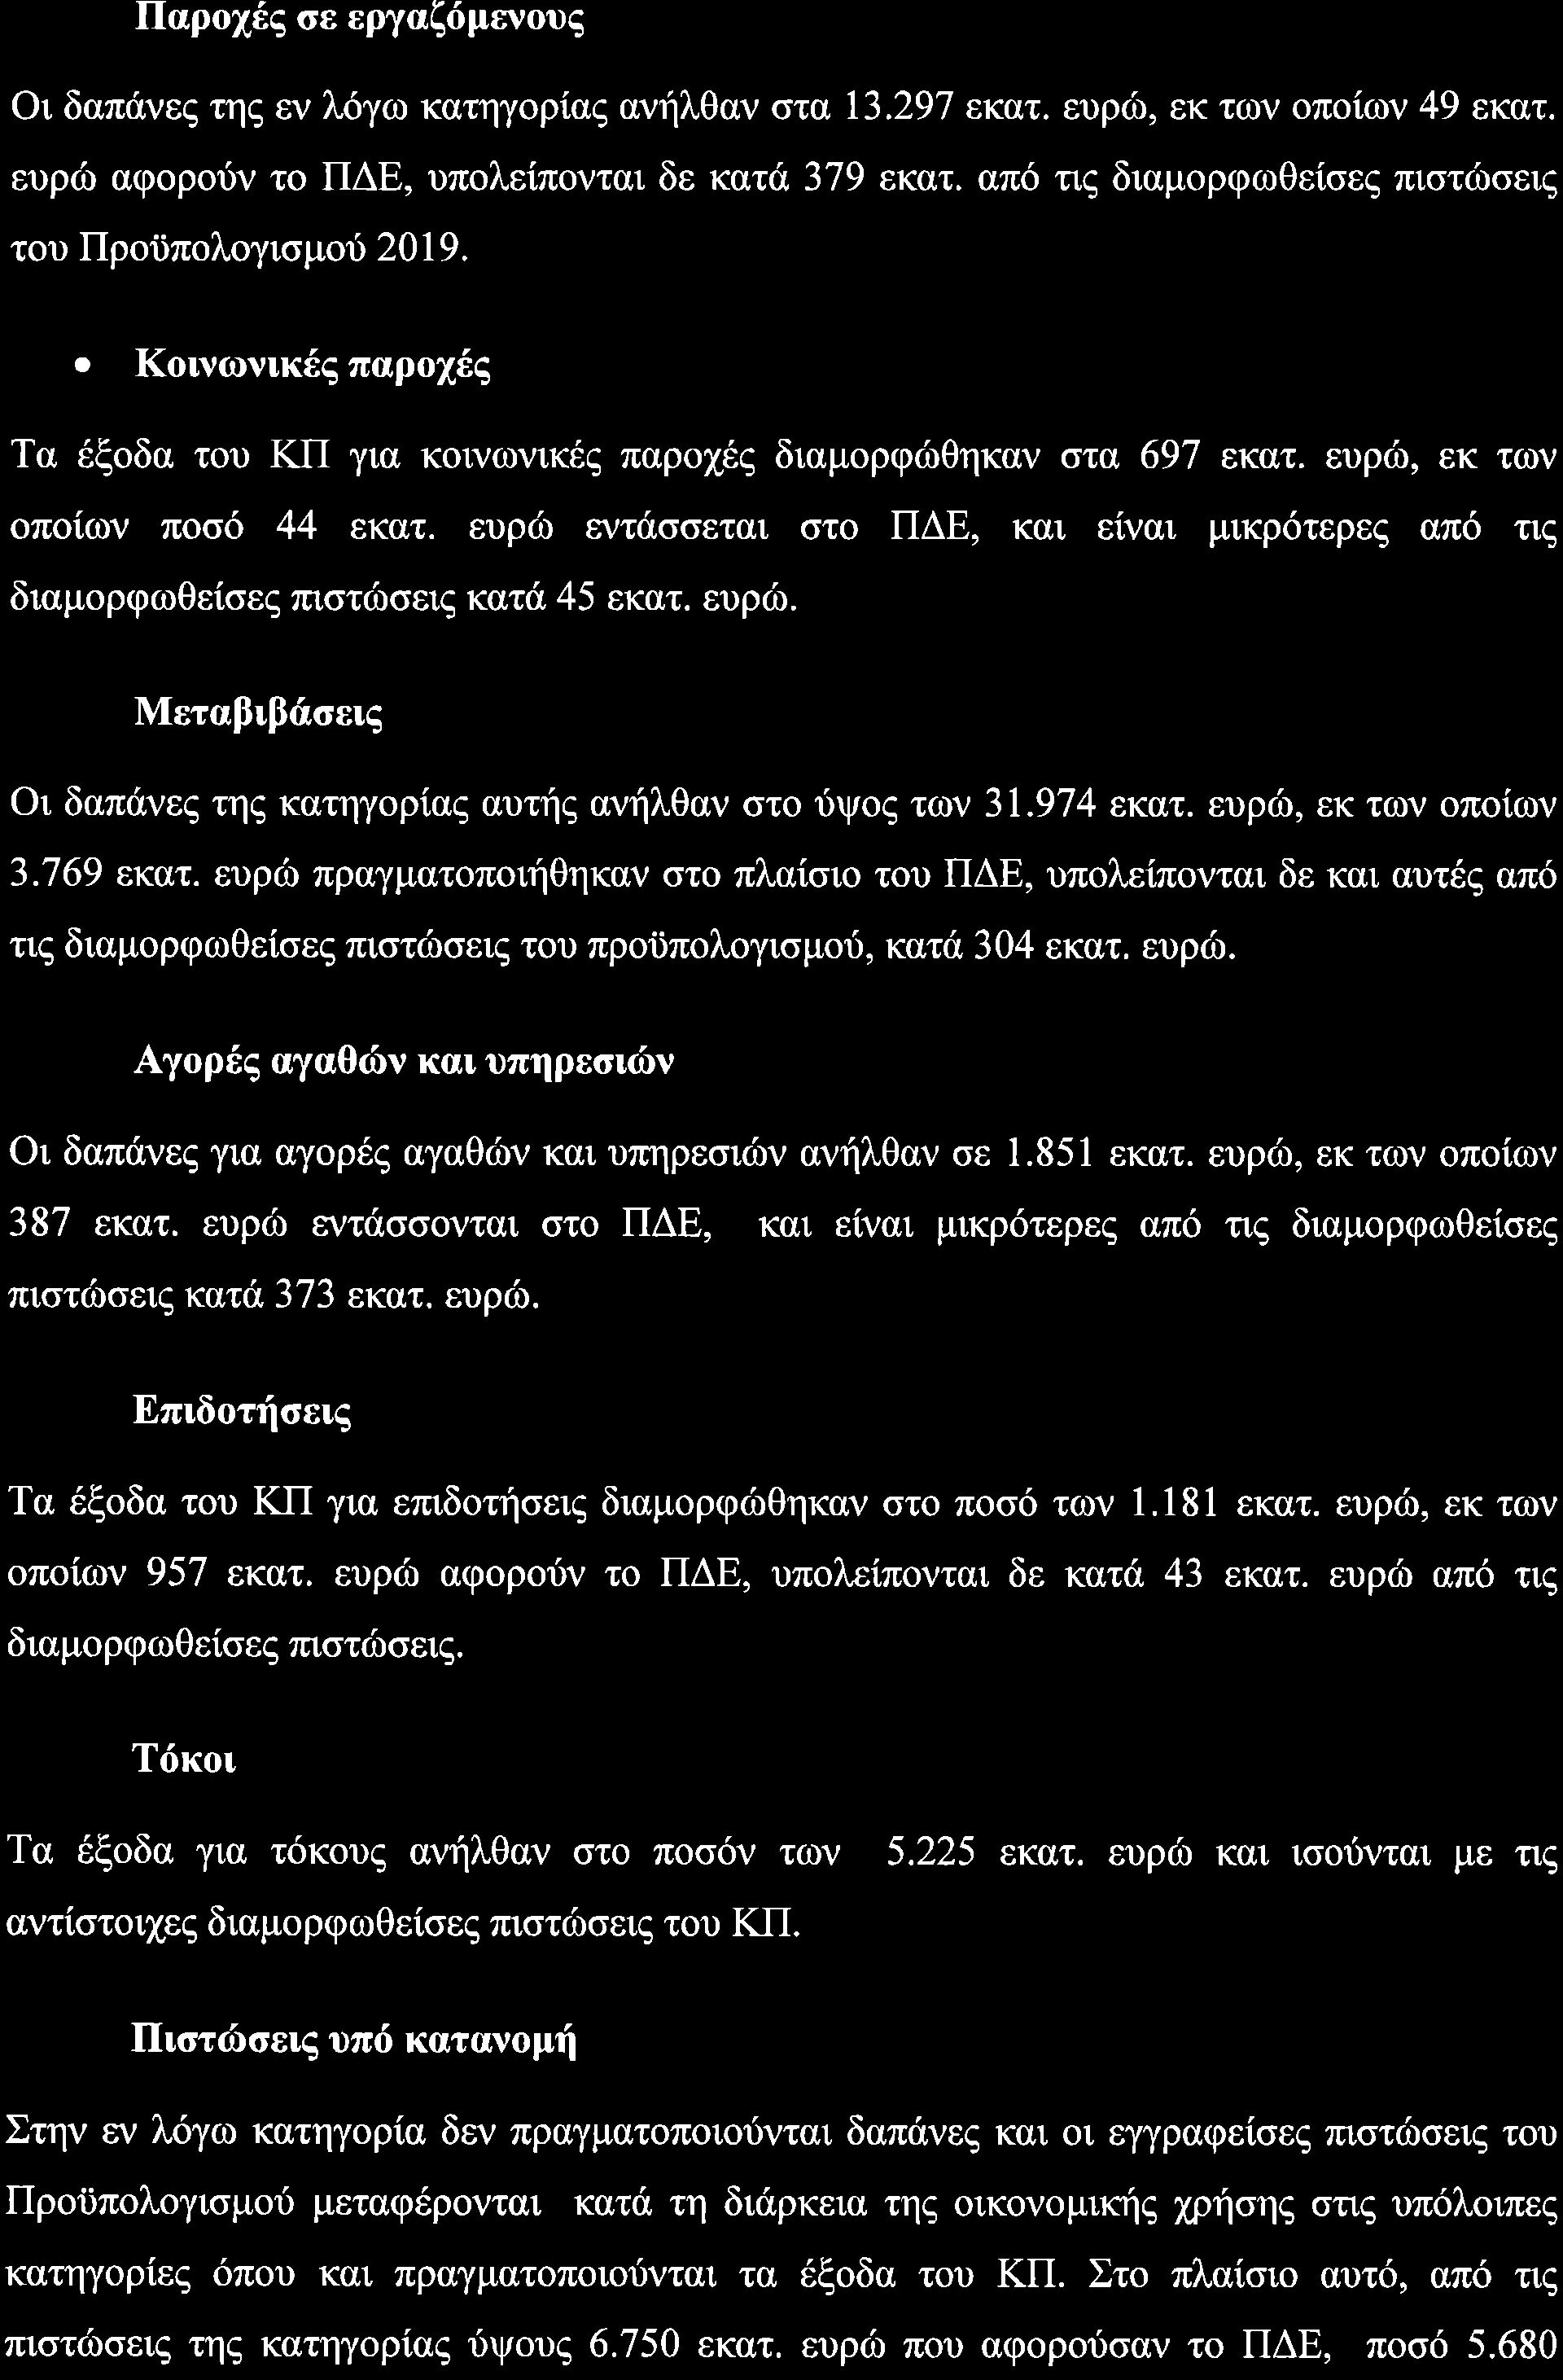 Παροχές σε εργαζόμενους
Οι δαπάνες της εν λόγω κατηγορίας ανήλθαν στα 13.297 εκατ. ευρώ, εκ των οποίων 49 εκατ.
ευρώ αφορούν το ΠΔΕ, υπολείπονται δε κατά 379 εκατ. από τις διαμορφωθείσες πιστώσεις
του Προϋπολογισμού 2019.
• Κοινωνικές παροχές
Τα έξοδα του ΚΠ για κοινωνικές παροχές διαμορφώθηκαν στα 697 εκατ. ευρώ, εκ των
οποίων ποσό 44 εκατ. ευρώ εντάσσεται στο ΠΔΕ, και είναι μικρότερες από τις
διαμορφωθείσες πιστώσεις κατά 45 εκατ. ευρώ.
Μεταβιβάσεις
Οι δαπάνες της κατηγορίας αυτής ανήλθαν στο ύψος των 31.974 εκατ. ευρώ, εκ των οποίων
3.769 εκατ. ευρώ πραγματοποιήθηκαν στο πλαίσιο του ΠΔΕ, υπολείπονται δε και αυτές από
τις διαμορφωθείσες πιστώσεις του προϋπολογισμού, κατά 304 εκατ. ευρώ.
Αγορές αγαθών και υπηρεσιών
Οι δαπάνες για αγορές αγαθών και υπηρεσιών ανήλθαν σε 1.851 εκατ. ευρώ, εκ των οποίων
387 εκατ. ευρώ εντάσσονται στο ΠΔΕ, και είναι μικρότερες από τις διαμορφωθείσες
πιστώσεις κατά 373 εκατ. ευρώ.
Επιδοτήσεις
Τα έξοδα του ΚΠ για επιδοτήσεις διαμορφώθηκαν στο ποσό των 1.181 εκατ. ευρώ, εκ των
οποίων 957 εκατ. ευρώ αφορούν το ΠΔΕ, υπολείπονται δε κατά 43 εκατ. ευρώ από τις
διαμορφωθείσες πιστώσεις.
Τόκοι
Τα έξοδα για τόκους ανήλθαν στο ποσόν των 5.225 εκατ. ευρώ και ισούνται με τις
αντίστοιχες διαμορφωθείσες πιστώσεις του ΚΠ.
Πιστώσεις υπό κατανομή
Στην εν λόγω κατηγορία δεν πραγματοποιούνται δαπάνες και οι εγγραφείσες πιστώσεις του
Προϋπολογισμού μεταφέρονται κατά τη διάρκεια της οικονομικής χρήσης στις υπόλοιπες
κατηγορίες όπου και πραγματοποιούνται τα έξοδα του ΚΠ. Στο πλαίσιο αυτό, από τις
πιστώσεις της κατηγορίας ύψους 6.750 εκατ. ευρώ που αφορούσαν το ΠΔΕ, ποσό 5.680